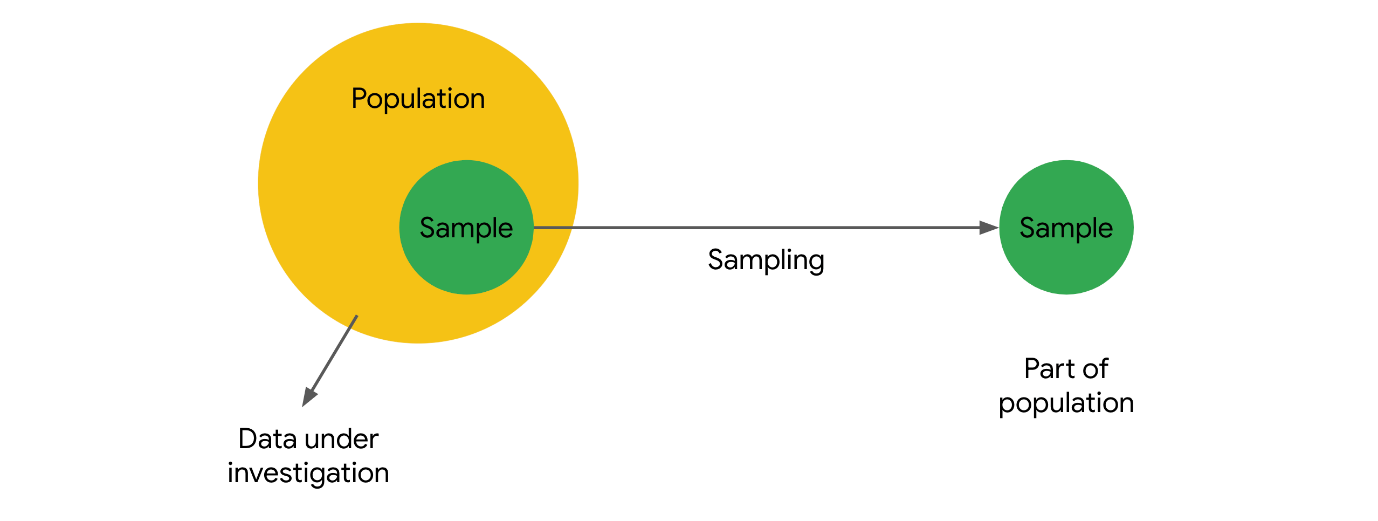 Population
Sample
Sampling
Sample
Part of
population
Data under
investigation